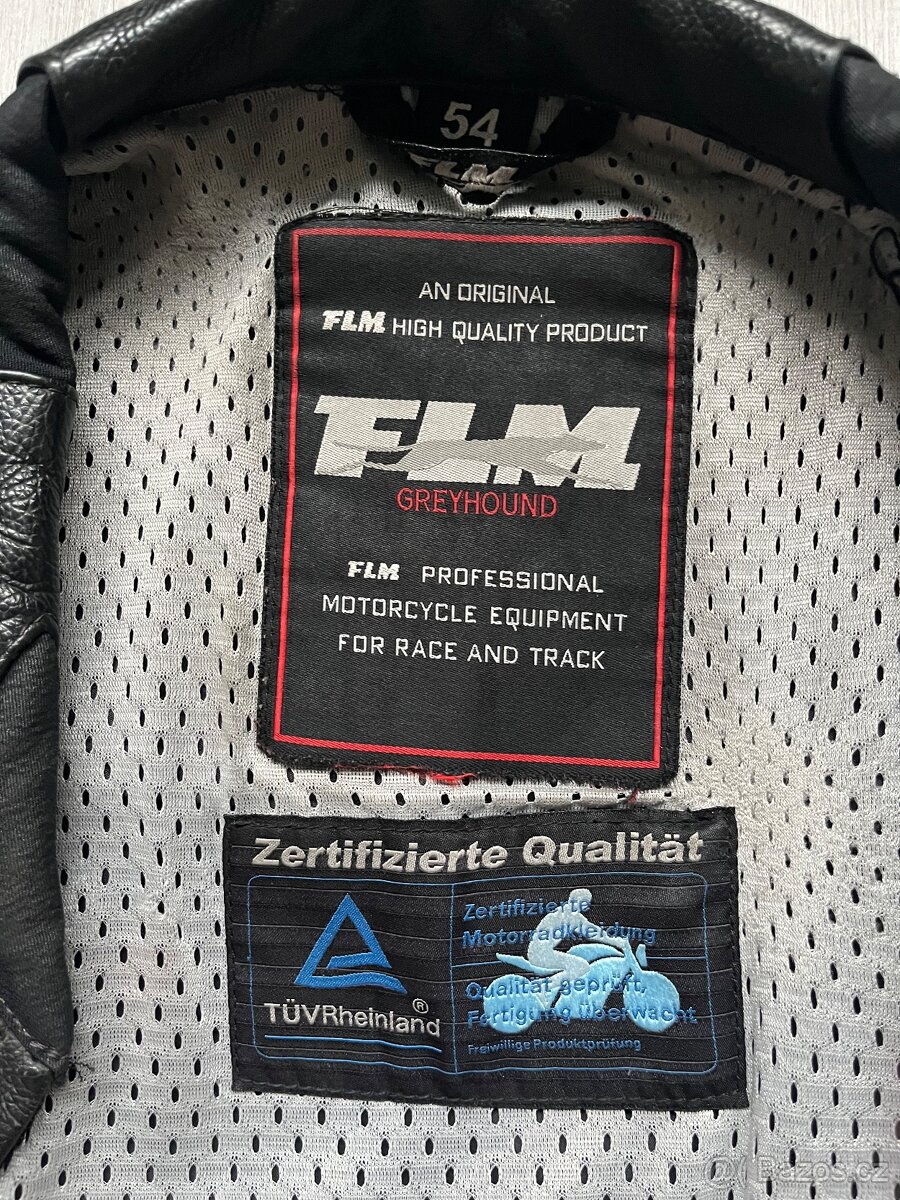 54
FLM
AN ORIGINAL
FLM HIGH QUALITY PRODUCT
FLM
GREYHOUND
FLM PROFESSIONAL
MOTORCYCLE EQUIPMENT
FOR RACE AND TRACK
Zertifizierte Qualität
TÜVRheinland®
Zertifizierte
Motorradkleidung
Qualität geprüft,
Fertigung überwacht
Freiwillige Produktprüfung
Bazos.cz